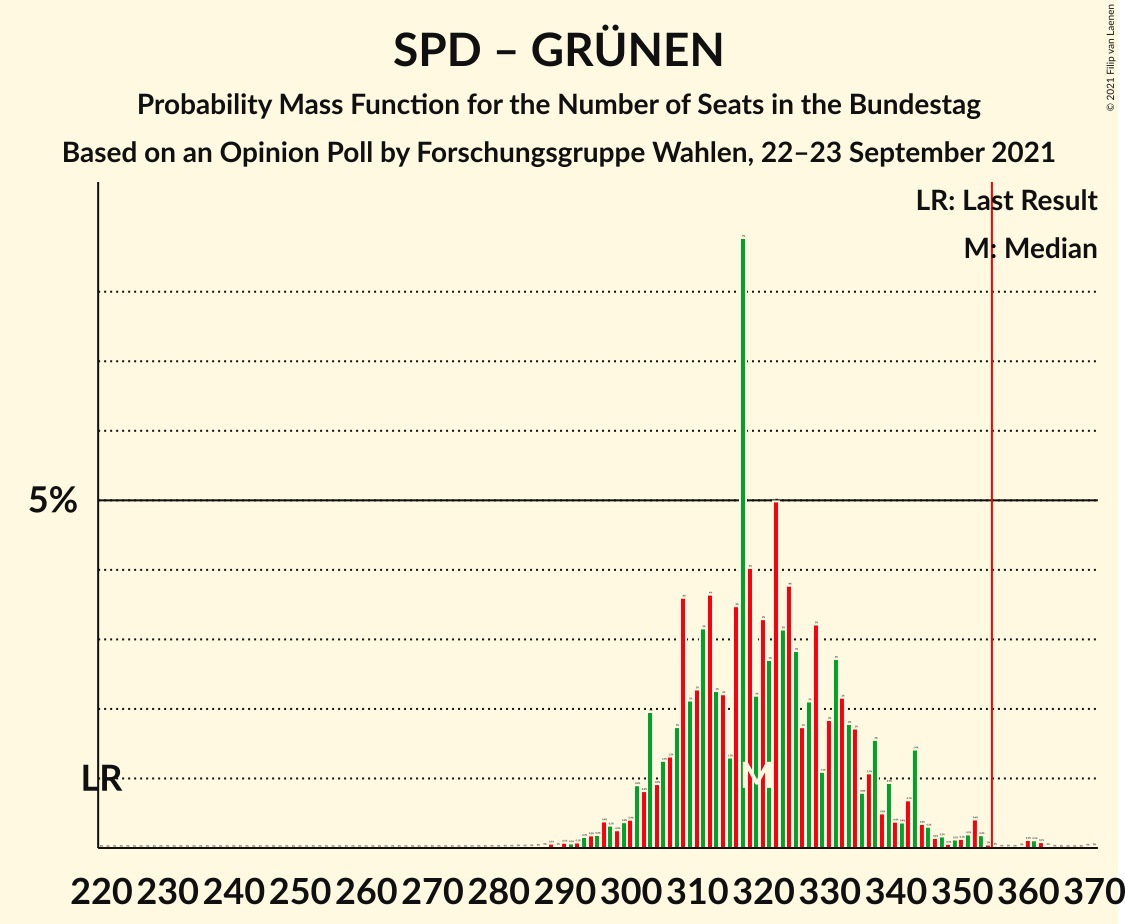 SPD – GRÜNEN
Probability Mass Function for the Number of Seats in the Bundestag
Based on an Opinion Poll by Forschungsgruppe Wahlen, 22–23 September 2021
© 2021 Filip van Laenen
LR: Last Result
M: Median
5%
LR
M
220 230 240 250 260 270 280 290 300 310 320 330 340 350 360 370